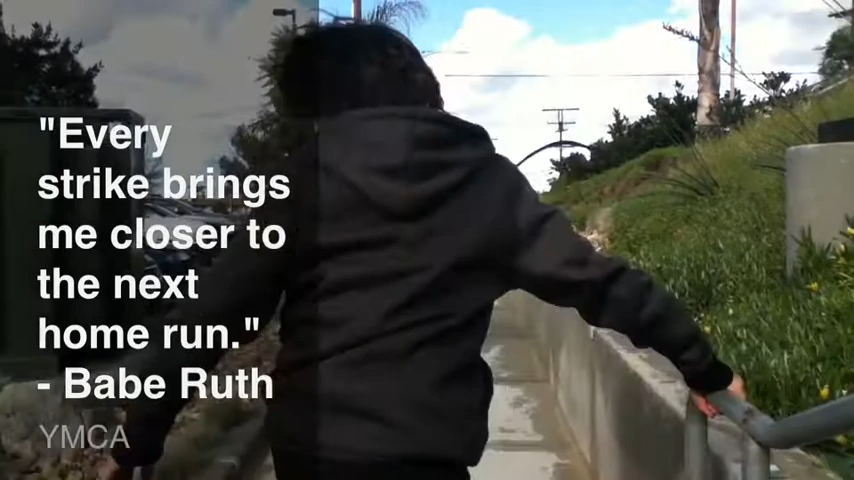 "Every
strike brings
me closer to
the next
home run."
- Babe Ruth
YMCA